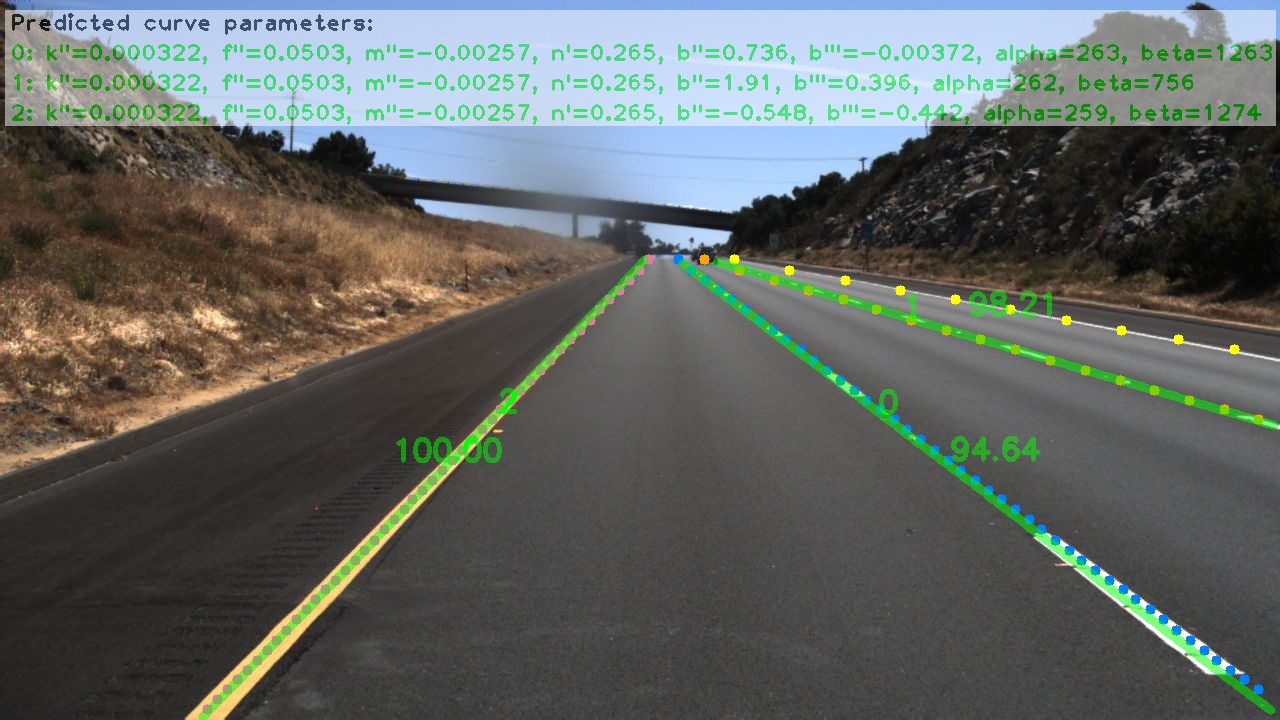 Predicted curve parameters:
0: k''=0.000322, f''=0.0503, m''=−0.00257, n'=0.265, b''=0.736, b'''=−0.00372, alpha=263, beta=1263
1: k''=0.000322, f''=0.0503, m''=−0.00257, n'=0.265, b''=1.91, b'''=0.396, alpha=262, beta=756
2: k''=0.000322, f''=0.0503, m''=−0.00257, n'=0.265, b''=−0.548, b'''=−0.442, alpha=259, beta=1274
1 98.21
2 0
100.00 94.64